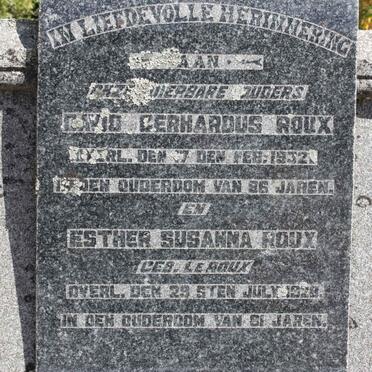 IN LIEFDEVOLLE HERINNERING
AAN
ONZE DIERBARE OUDERS
DAVID GERHARDUS ROUX
OVERL. DEN 7 DEN FEB. 1932.
IN DEN OUDERDOM VAN 86 JAREN.
EN
ESTHER SUSANNA ROUX
GEB. LE ROUX
OVERL. DEN 29 STEN JULY 1929.
IN DEN OUDERDOM VAN 81 JAREN.